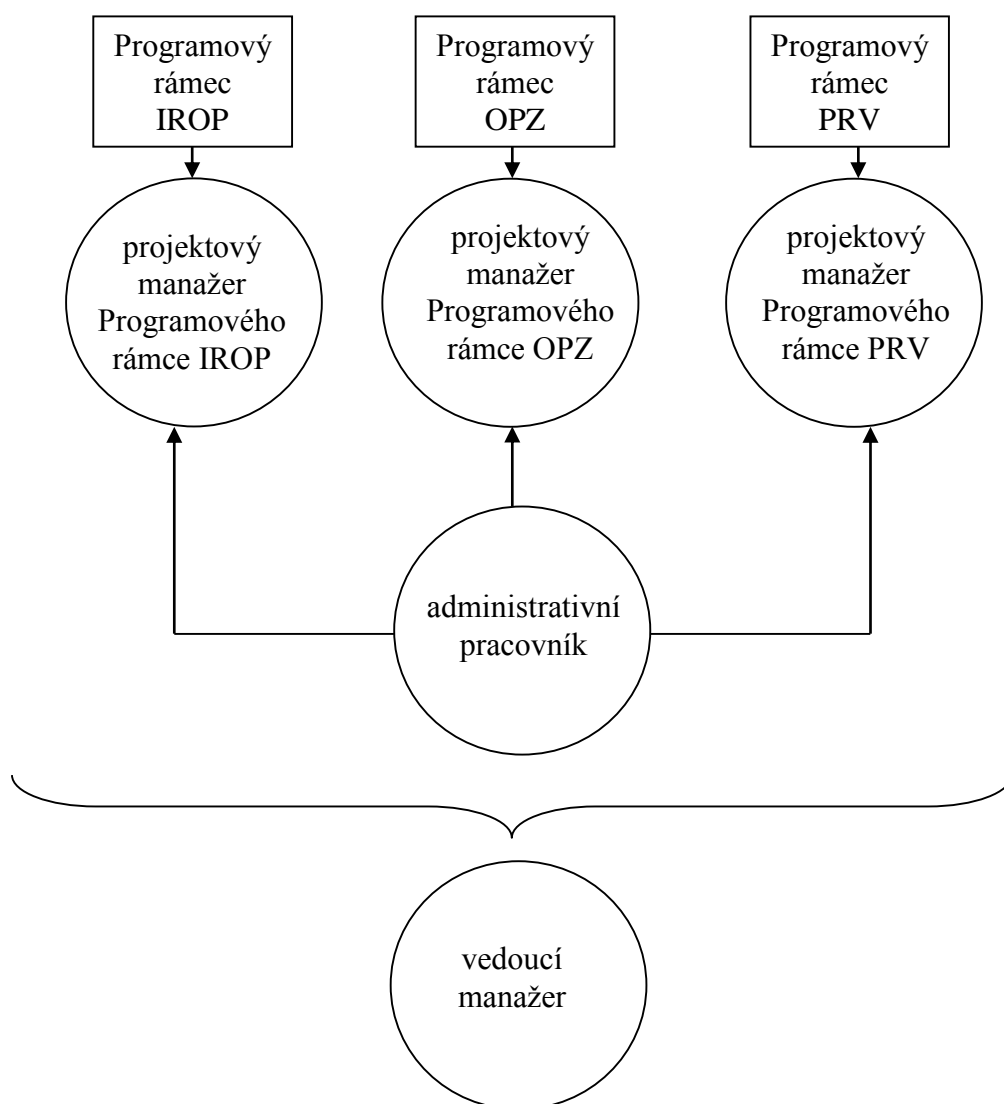 Programový
rámec
IROP
Programový
rámec
OPZ
Programový
rámec
PRV
projektový
manažer
Programového
rámce IROP
projektový
manažer
Programového
rámce OPZ
projektový
manažer
Programového
rámce PRV
administrativní
pracovník
vedoucí
manažer